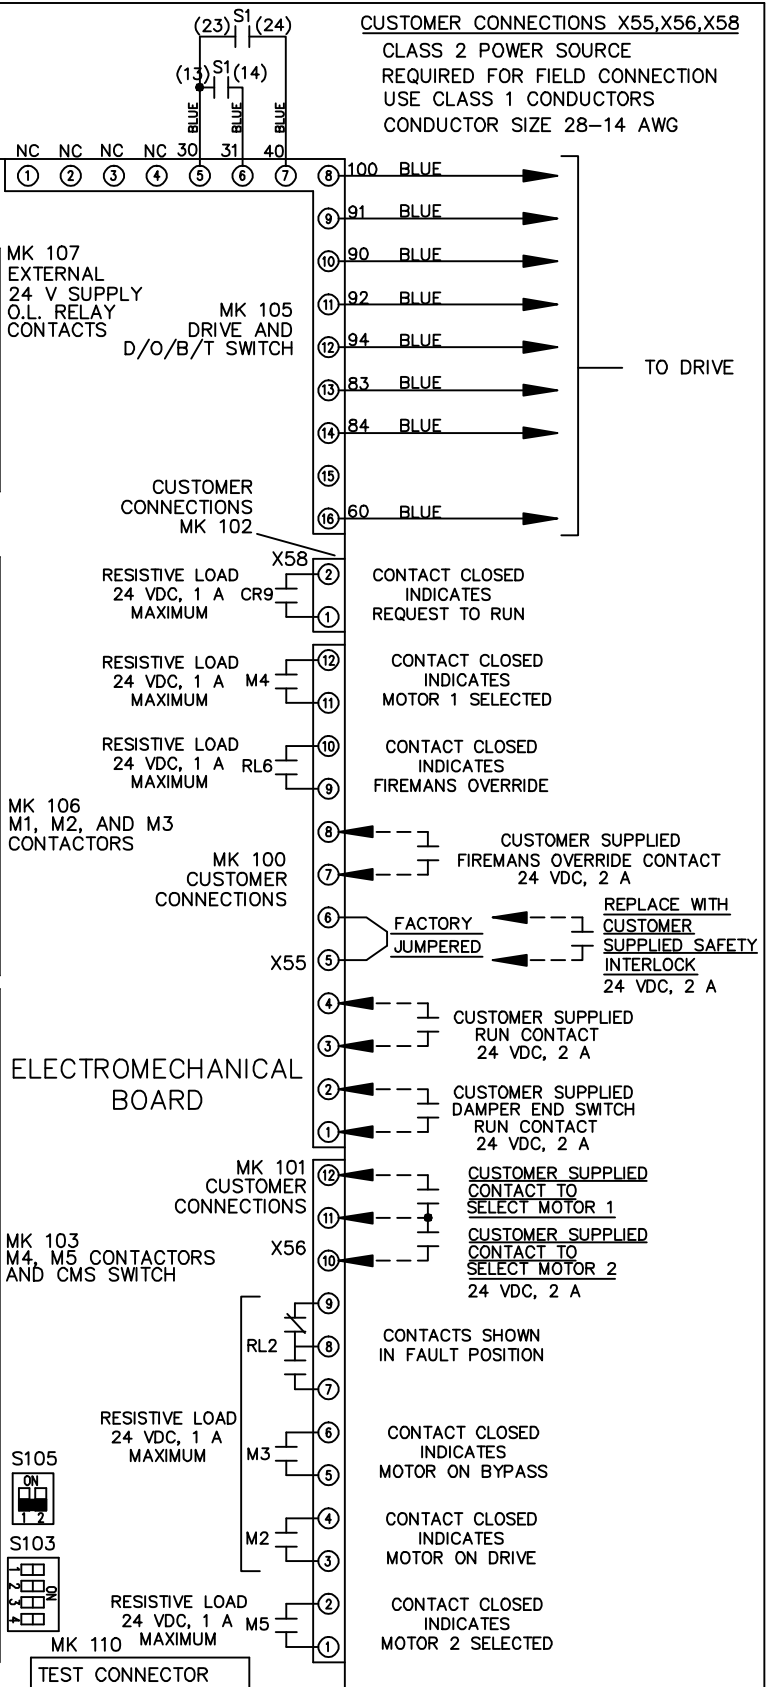 (23) S1 (24)
CUSTOMER CONNECTIONS X55,X56,X58
CLASS 2 POWER SOURCE
REQUIRED FOR FIELD CONNECTION
USE CLASS 1 CONDUCTORS
CONDUCTOR SIZE 28-14 AWG
(13) S1 (14)
BLUE BLUE BLUE
NC NC NC NC 30 31 40
1 2 3 4 5 6 7 8 100 BLUE
9 91 BLUE
10 90 BLUE
11 92 BLUE
12 94 BLUE
13 83 BLUE
14 84 BLUE
15
16 60 BLUE
TO DRIVE
MK 107
EXTERNAL
24 V SUPPLY
O.L. RELAY
CONTACTS
MK 105
DRIVE AND
D/O/B/T SWITCH
CUSTOMER
CONNECTIONS
MK 102
X58
RESISTIVE LOAD
24 VDC, 1 A
MAXIMUM
CR9
2
1
CONTACT CLOSED
INDICATES
REQUEST TO RUN
RESISTIVE LOAD
24 VDC, 1 A
MAXIMUM
M4
12
11
CONTACT CLOSED
INDICATES
MOTOR 1 SELECTED
RESISTIVE LOAD
24 VDC, 1 A
MAXIMUM
RL6
10
9
CONTACT CLOSED
INDICATES
FIREMANS OVERRIDE
MK 106
M1, M2, AND M3
CONTACTORS
MK 100
CUSTOMER
CONNECTIONS
8
7
CUSTOMER SUPPLIED
FIREMANS OVERRIDE CONTACT
24 VDC, 2 A
6
5
FACTORY
JUMPERED
REPLACE WITH
CUSTOMER
SUPPLIED SAFETY
INTERLOCK
24 VDC, 2 A
X55
4
3
CUSTOMER SUPPLIED
RUN CONTACT
24 VDC, 2 A
ELECTROMECHANICAL
BOARD
2
1
CUSTOMER SUPPLIED
DAMPER END SWITCH
RUN CONTACT
24 VDC, 2 A
MK 101
CUSTOMER
CONNECTIONS
X56
12
11
10
CUSTOMER SUPPLIED
CONTACT TO
SELECT MOTOR 1
CUSTOMER SUPPLIED
CONTACT TO
SELECT MOTOR 2
24 VDC, 2 A
MK 103
M4, M5 CONTACTORS
AND CMS SWITCH
RL2
9
8
7
CONTACTS SHOWN
IN FAULT POSITION
RESISTIVE LOAD
24 VDC, 1 A
MAXIMUM
M3
6
5
CONTACT CLOSED
INDICATES
MOTOR ON BYPASS
M2
4
3
CONTACT CLOSED
INDICATES
MOTOR ON DRIVE
S105
ON
1 2
S103
1
2
3
4
ON
RESISTIVE LOAD
24 VDC, 1 A
MAXIMUM
M5
2
1
CONTACT CLOSED
INDICATES
MOTOR 2 SELECTED
MK 110
TEST CONNECTOR